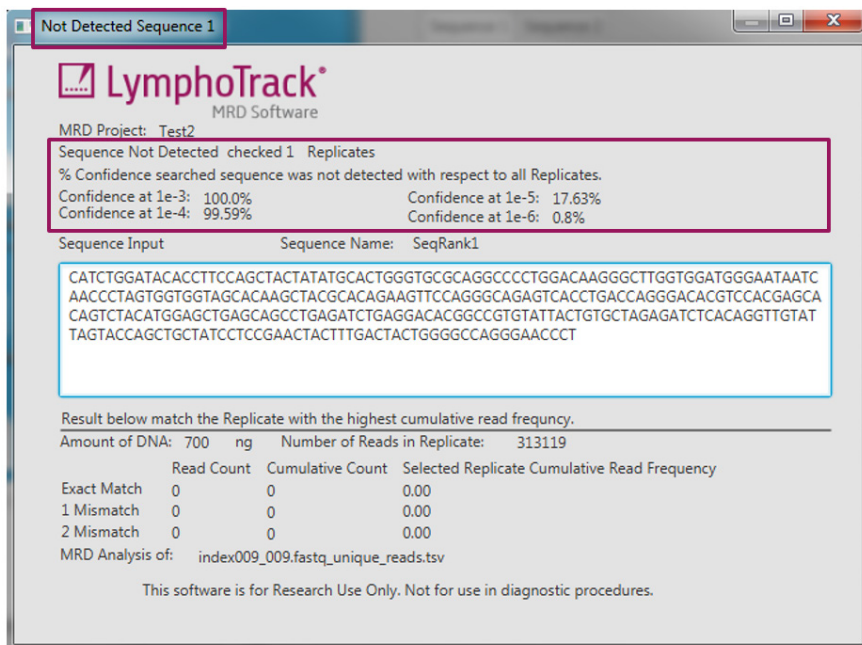 Not Detected Sequence 1
LymphoTrack®
MRD Software
MRD Project: Test2
Sequence Not Detected checked 1 Replicates
% Confidence searched sequence was not detected with respect to all Replicates.
Confidence at 1e-3: 100.0% Confidence at 1e-5: 17.63%
Confidence at 1e-4: 99.59% Confidence at 1e-6: 0.8%
Sequence Input Sequence Name: SeqRank1
CATCTGGATACACCTTCCAGCTACTATATGCACTGGGTGCGCAGGCCCCTGGACAAGGGCTTGGTGGATGGGAATAATC
AACCCTAGTGGTGGTAGCACAAGCTACGCACAGAAGTTCCAGGGCAGAGTCACCTGACCAGGGACACGTCCACGAGCA
CAGTCTACATGGAGCTGAGCAGCCTGAGATCTGAGGACACGGCCGTGTATTACTGTGCTAGAGATCTCACAGGTTGTAT
TAGTACCAGCTGCTATCCTCCGAACTACTTTGACTACTGGGGCCAGGGAACCCT
Result below match the Replicate with the highest cumulative read frequncy.
Amount of DNA: 700 ng Number of Reads in Replicate: 313119
Read Count Cumulative Count Selected Replicate Cumulative Read Frequency
Exact Match 0 0 0.00
1 Mismatch 0 0 0.00
2 Mismatch 0 0 0.00
MRD Analysis of: index009_009.fastq_unique_reads.tsv
This software is for Research Use Only. Not for use in diagnostic procedures.